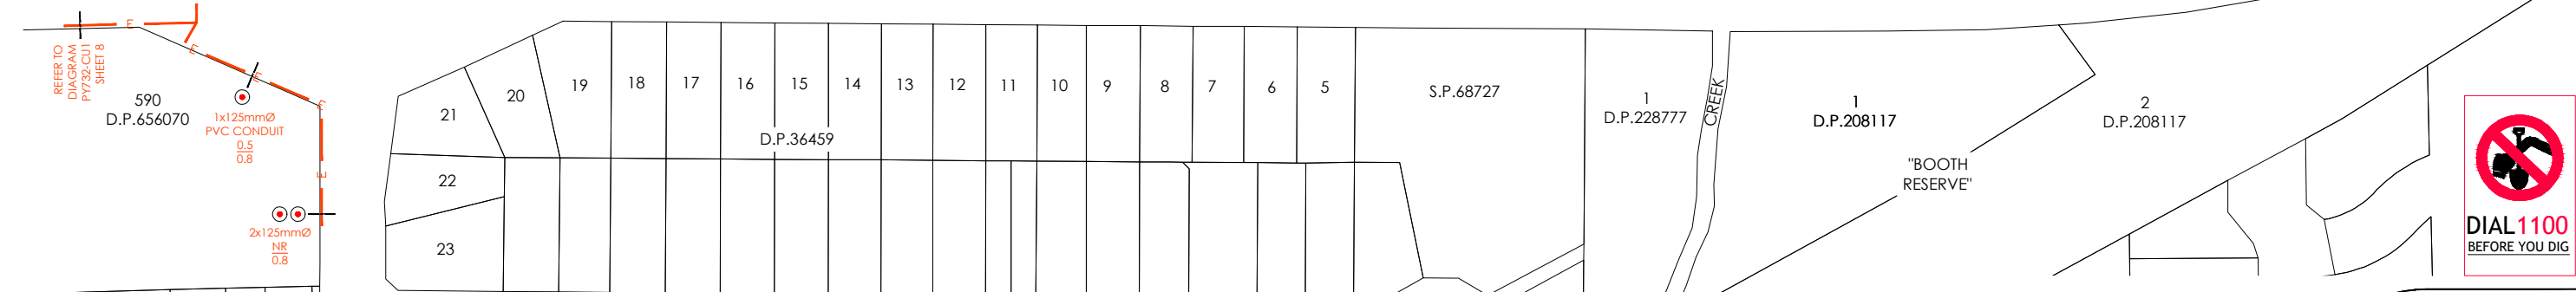 E
E
E
E
E
REFER TO
DIAGRAM
PY732-CU1
SHEET 8
590
D.P.656070
1x125mmØ
PVC CONDUIT
0.5
0.8
2x125mmØ
NR
0.8
21
20
19
18
17
16
15
14
13
12
11
10
9
8
7
6
5
22
23
D.P.36459
S.P.68727
1
D.P.228777
CREEK
1
D.P.208117
"BOOTH
RESERVE"
2
D.P.208117
DIAL1100
BEFORE YOU DIG